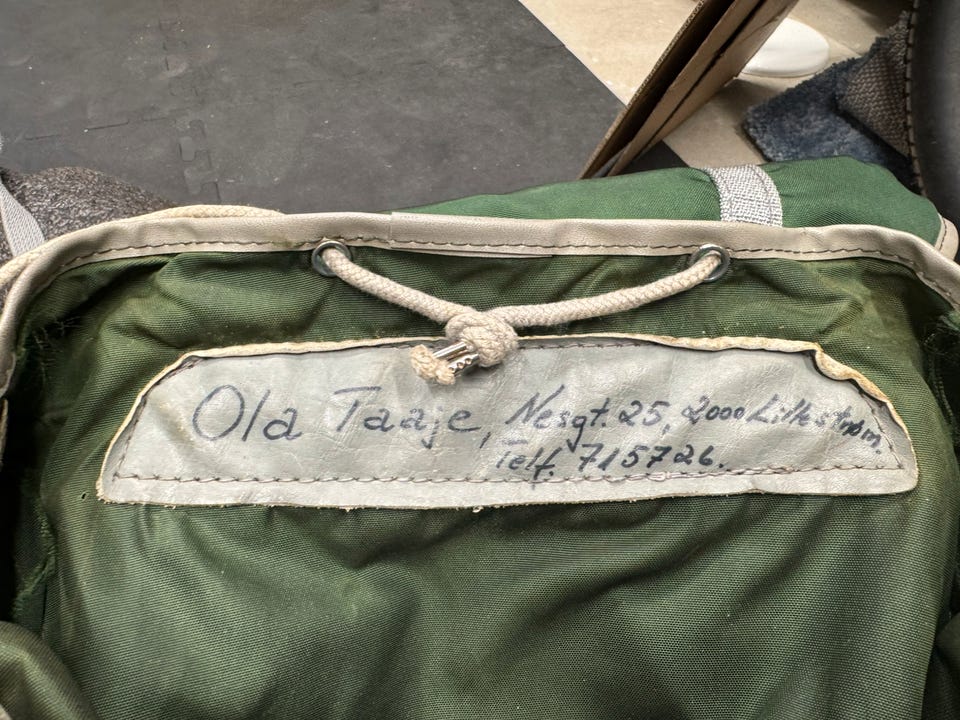 Ola Taaje, Nesgt. 25, 2000 Lillestrøm.
Telf. 715726.